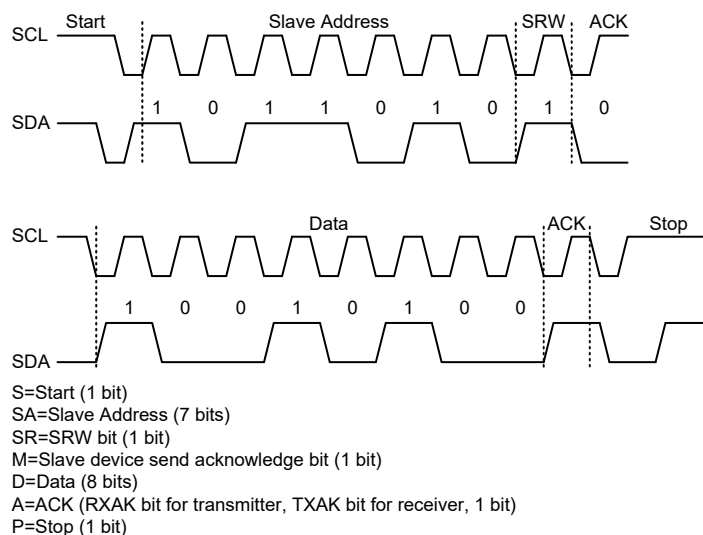 Start Slave Address SRW ACK
SCL
1 0 1 1 0 1 0 1 0
SDA
Data ACK Stop
SCL
1 0 0 1 0 1 0 0
SDA
S=Start (1 bit)
SA=Slave Address (7 bits)
SR=SRW bit (1 bit)
M=Slave device send acknowledge bit (1 bit)
D=Data (8 bits)
A=ACK (RXAK bit for transmitter, TXAK bit for receiver, 1 bit)
P=Stop (1 bit)